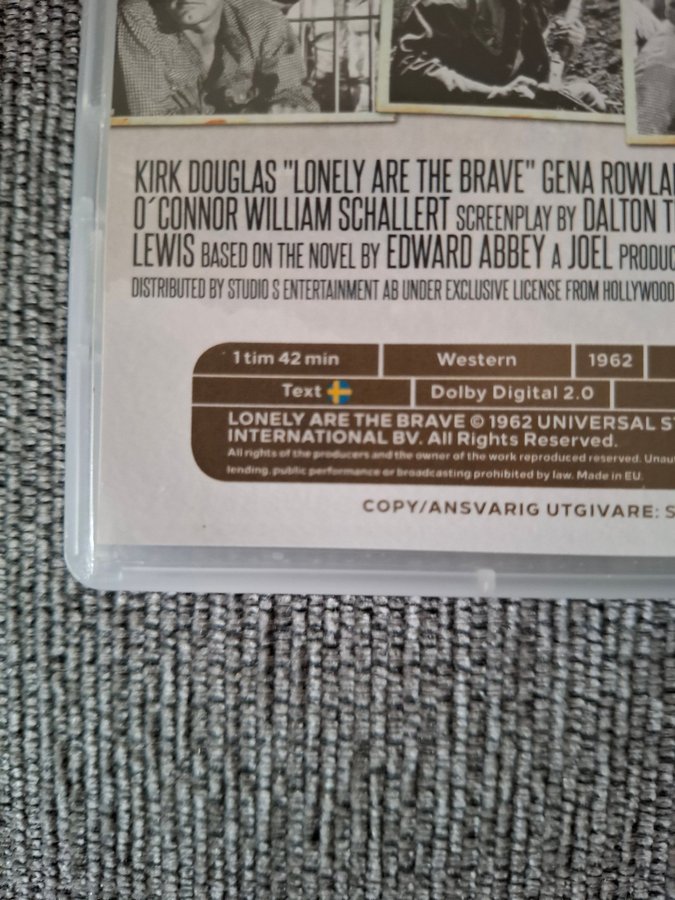 KIRK DOUGLAS "LONELY ARE THE BRAVE" GENA
O´CONNOR WILLIAM SCHALLERT SCREENPLAY BY DALTON
LEWIS BASED ON THE NOVEL BY EDWARD ABBEY A JOEL
DISTRIBUTED BY STUDIO S ENTERTAINMENT AB UNDER EXCLUSIVE LICENSE FROM HOLLYWOOD
1 tim 42 min Western 1962
Text Dolby Digital 2.0
LONELY ARE THE BRAVE © 1962 UNIVERSAL
INTERNATIONAL BV. All Rights Reserved.
All rights of the producers and the owner of the work reproduced reserved.
lending, public performance or broadcasting prohibited by law. Made in EU.
COPY/ANSVARIG UTGIVARE: